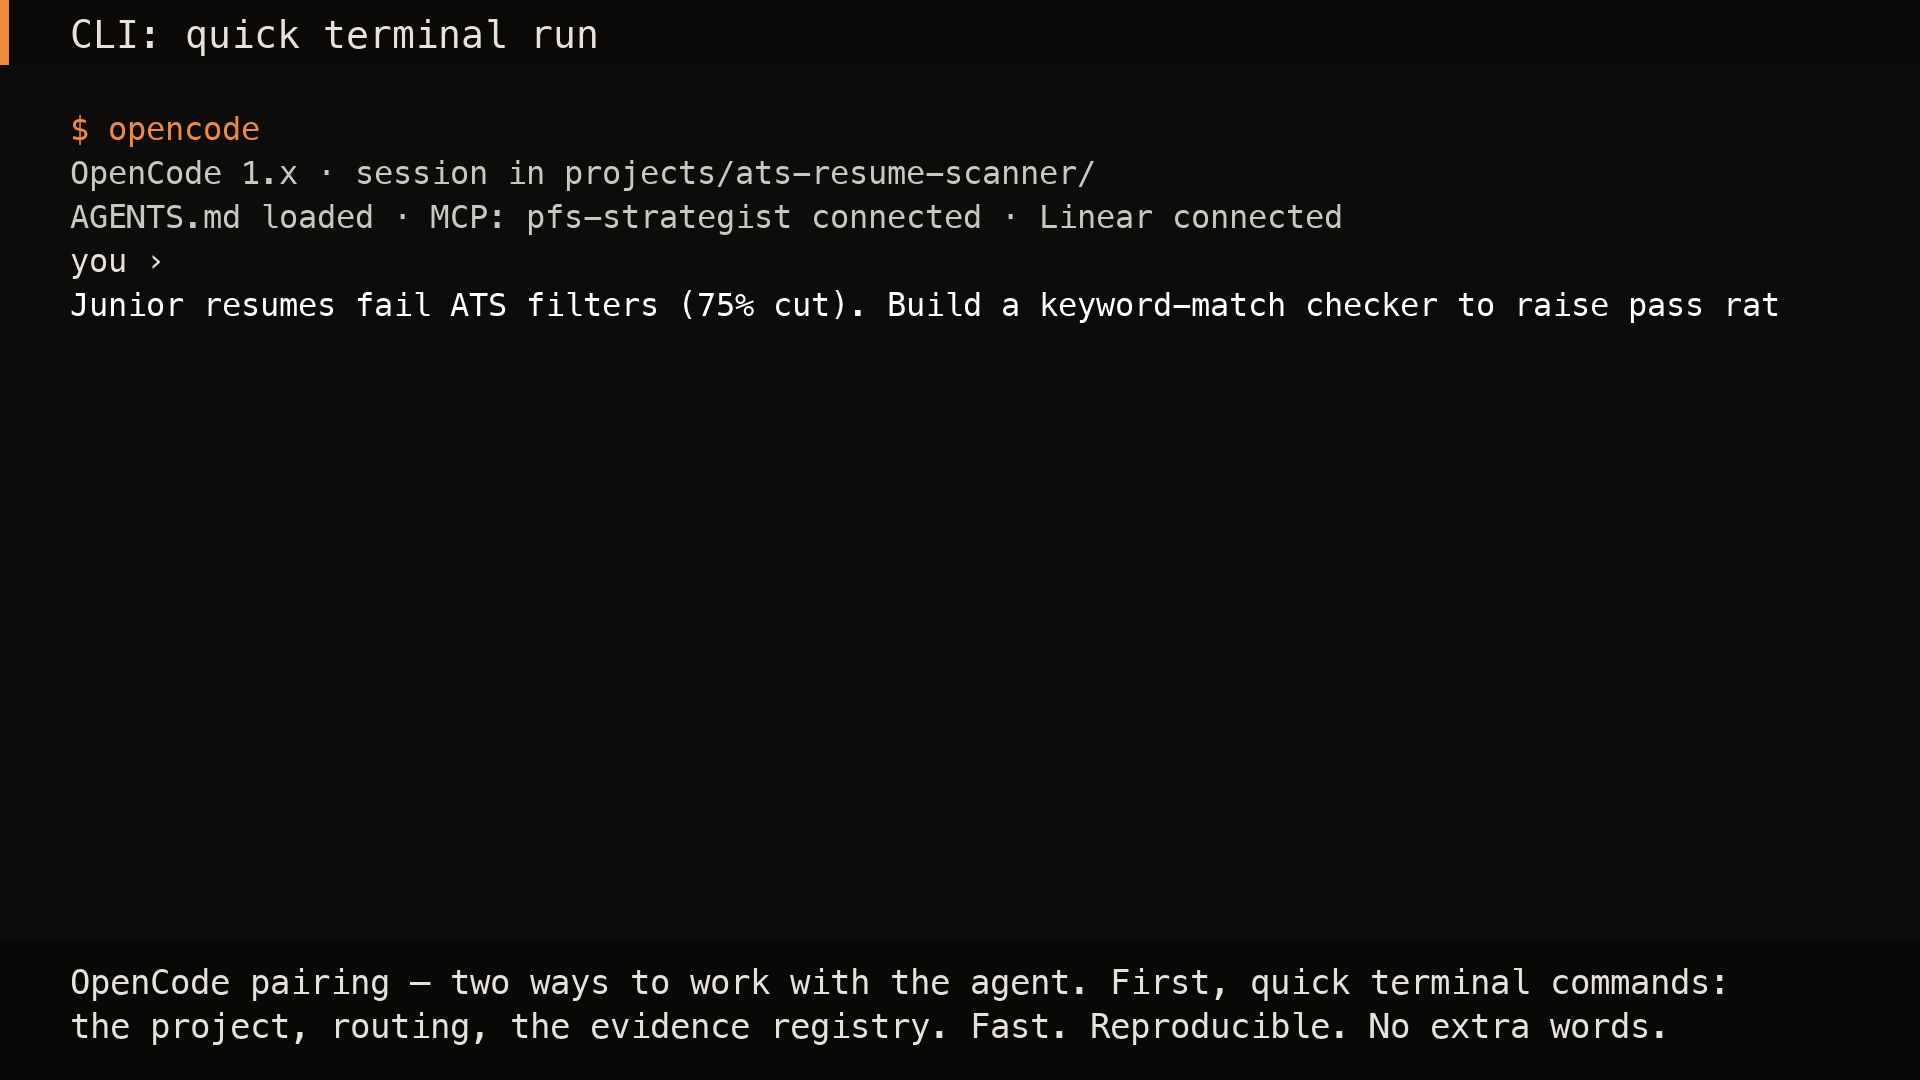 CLI: quick terminal run
$ opencode
OpenCode 1.x · session in projects/ats-resume-scanner/
AGENTS.md loaded · MCP: pfs-strategist connected · Linear connected
you ›
Junior resumes fail ATS filters (75% cut). Build a keyword-match checker to raise pass rat
OpenCode pairing — two ways to work with the agent. First, quick terminal commands:
the project, routing, the evidence registry. Fast. Reproducible. No extra words.